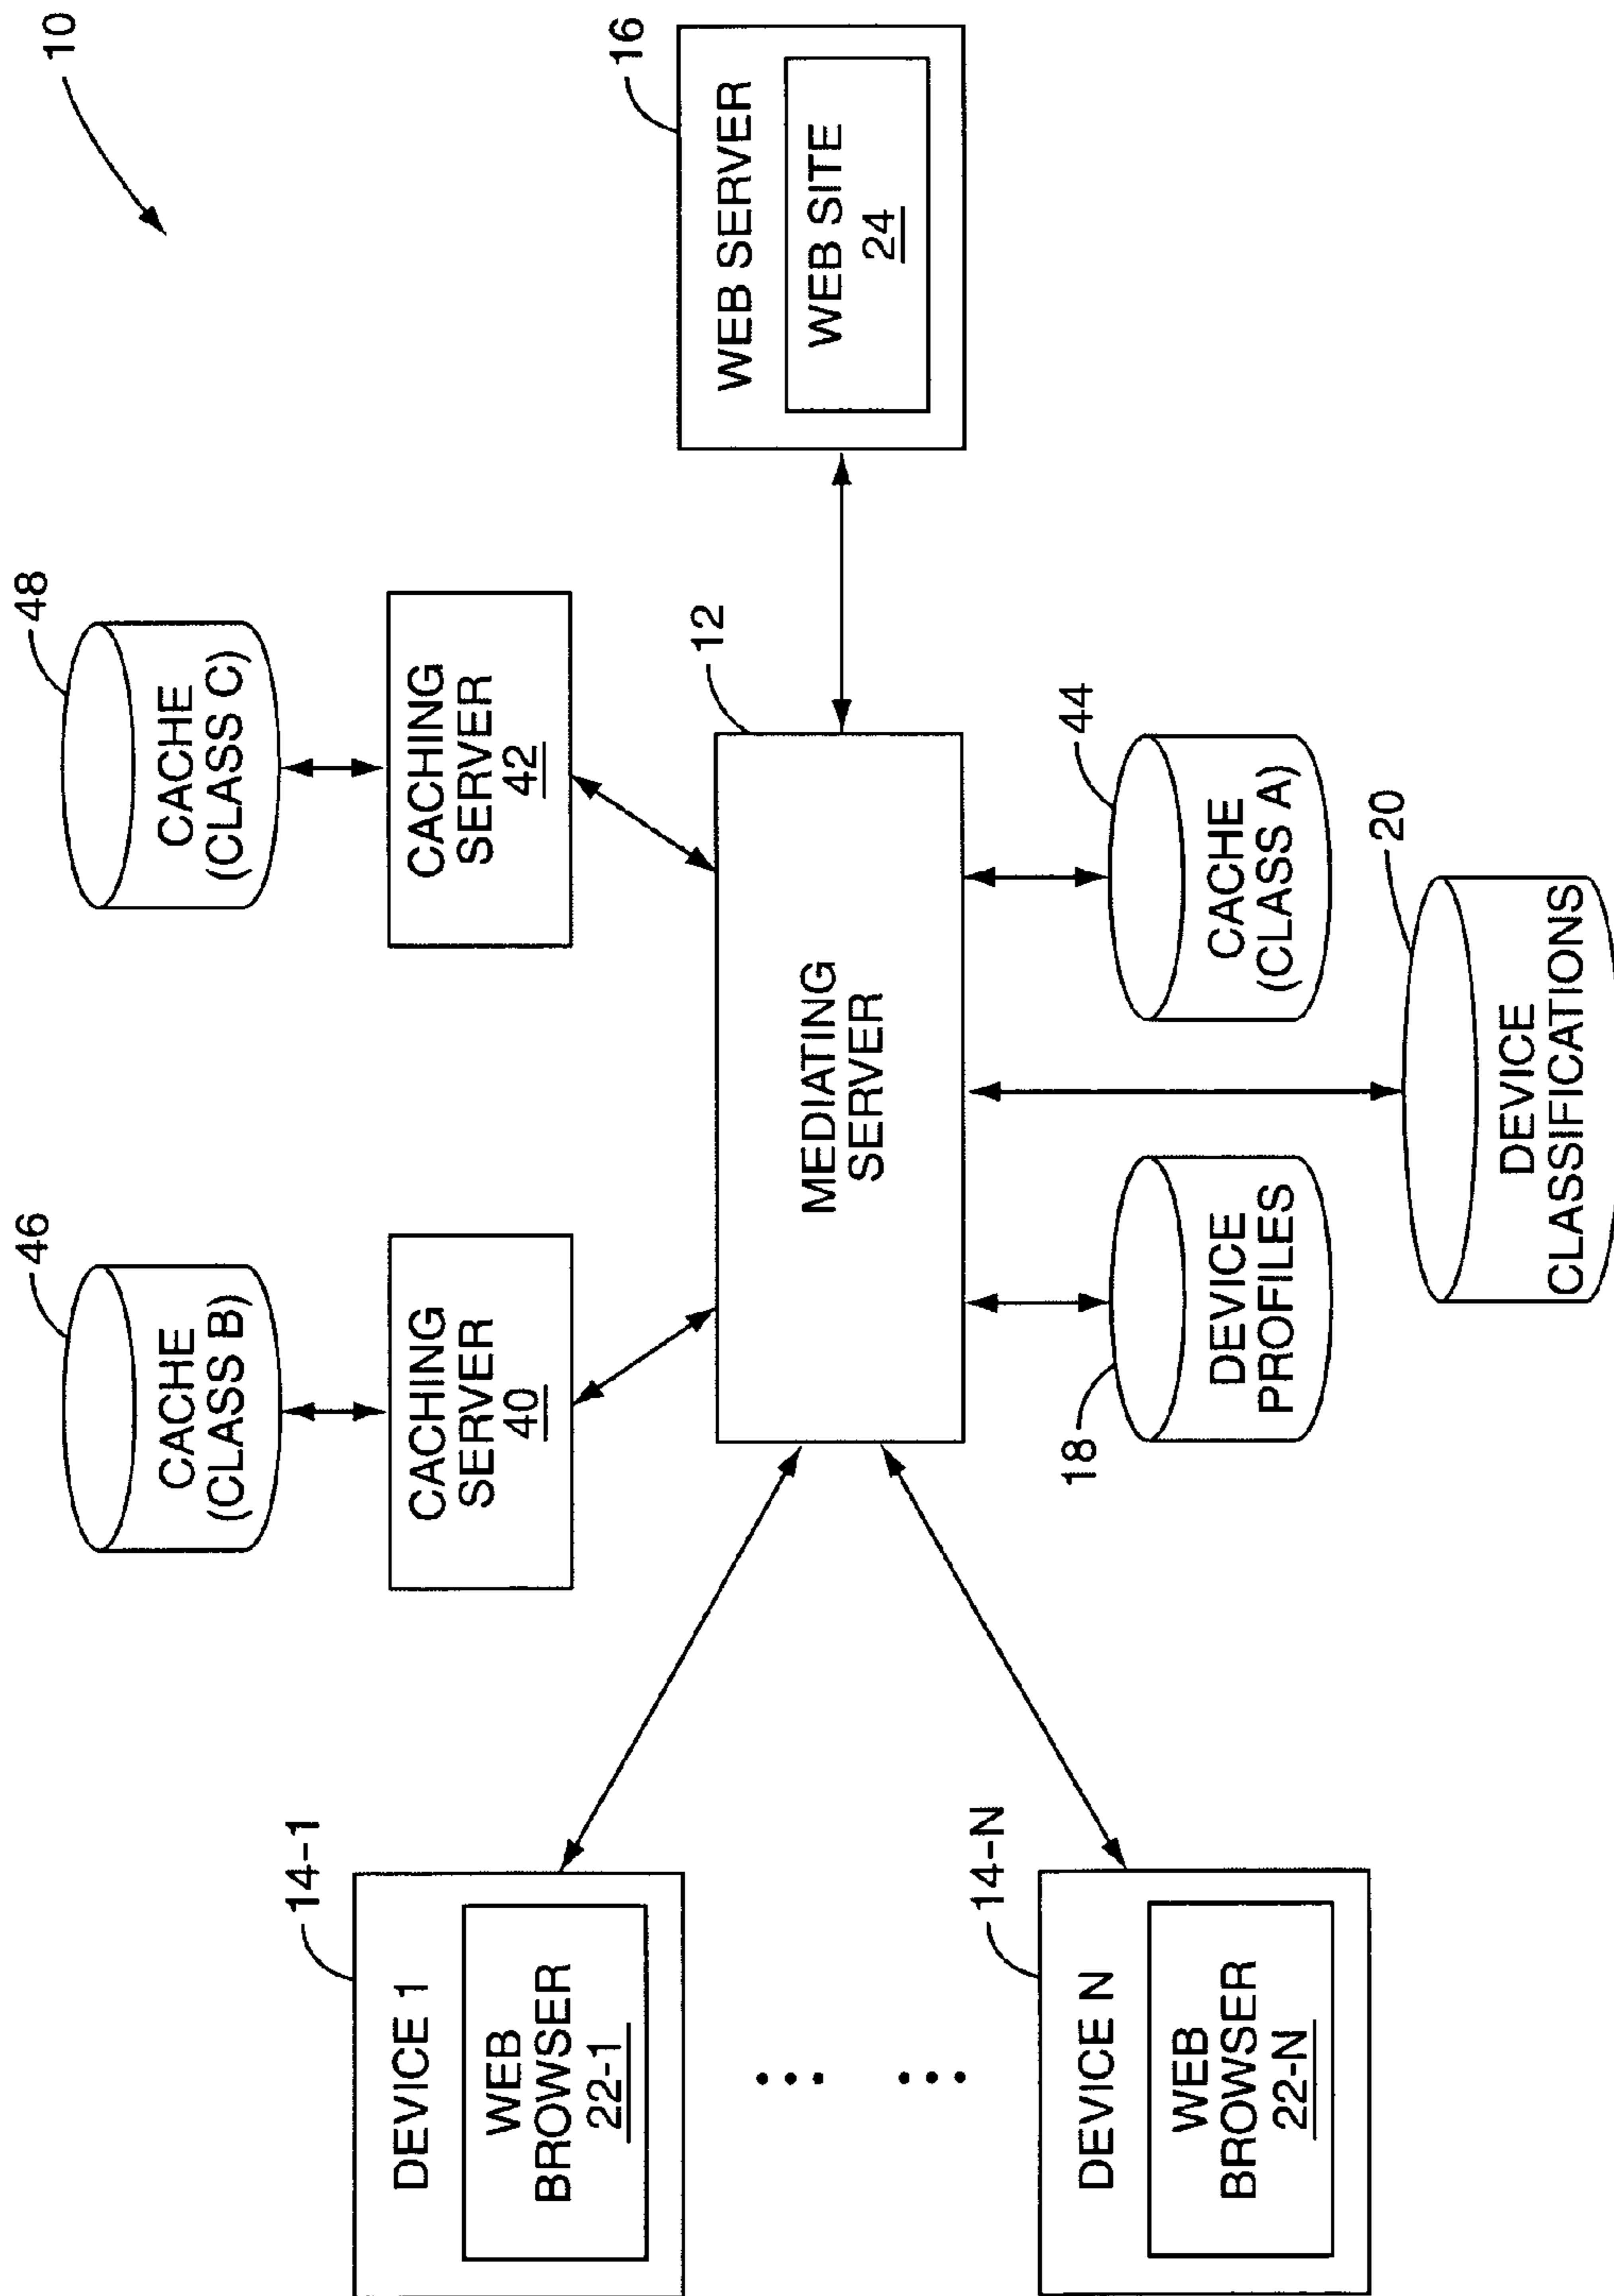 10
46
CACHE
(CLASS B)
48
CACHE
(CLASS C)
14-1
DEVICE 1
WEB
BROWSER
22-1
CACHING
SERVER
40
CACHING
SERVER
42
16
WEB SERVER
WEB SITE
24
12
MEDIATING
SERVER
14-N
DEVICE N
WEB
BROWSER
22-N
18
DEVICE
PROFILES
44
CACHE
(CLASS A)
20
DEVICE
CLASSIFICATIONS